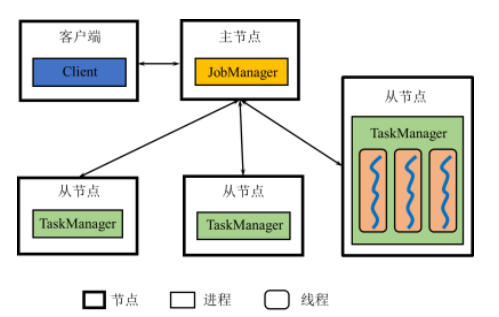 客户端
Client
主节点
JobManager
从节点
TaskManager
从节点
TaskManager
从节点
TaskManager
节点
进程
线程